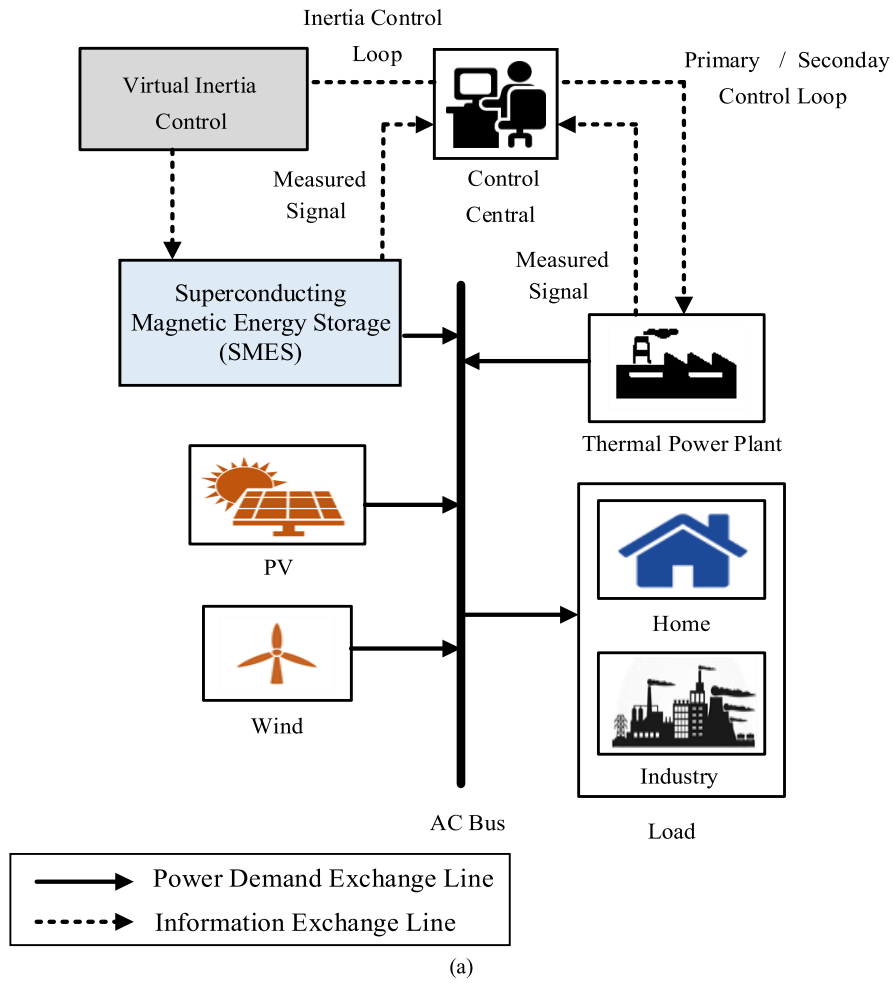 Inertia Control
Loop
Virtual Inertia
Control
Primary / Seconday
Control Loop
Measured
Signal
Control
Central
Measured
Signal
Superconducting
Magnetic Energy Storage
(SMES)
Thermal Power Plant
PV
Home
Wind
Industry
AC Bus
Load
Power Demand Exchange Line
Information Exchange Line
(a)